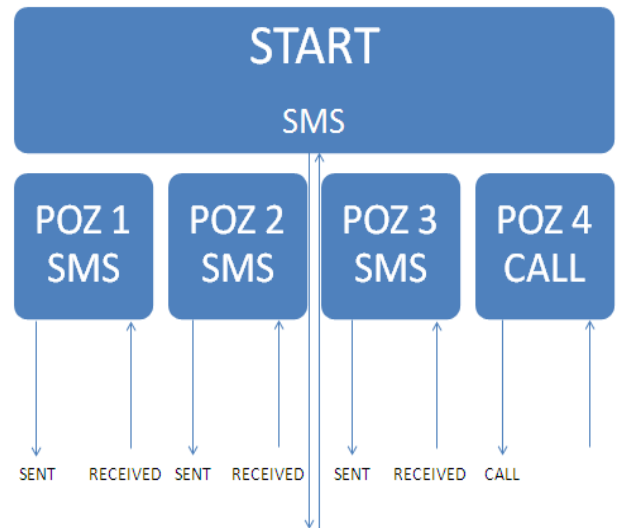 START
SMS
POZ 1
SMS
POZ 2
SMS
POZ 3
SMS
POZ 4
CALL
SENT
RECEIVED
SENT
RECEIVED
SENT
RECEIVED
CALL